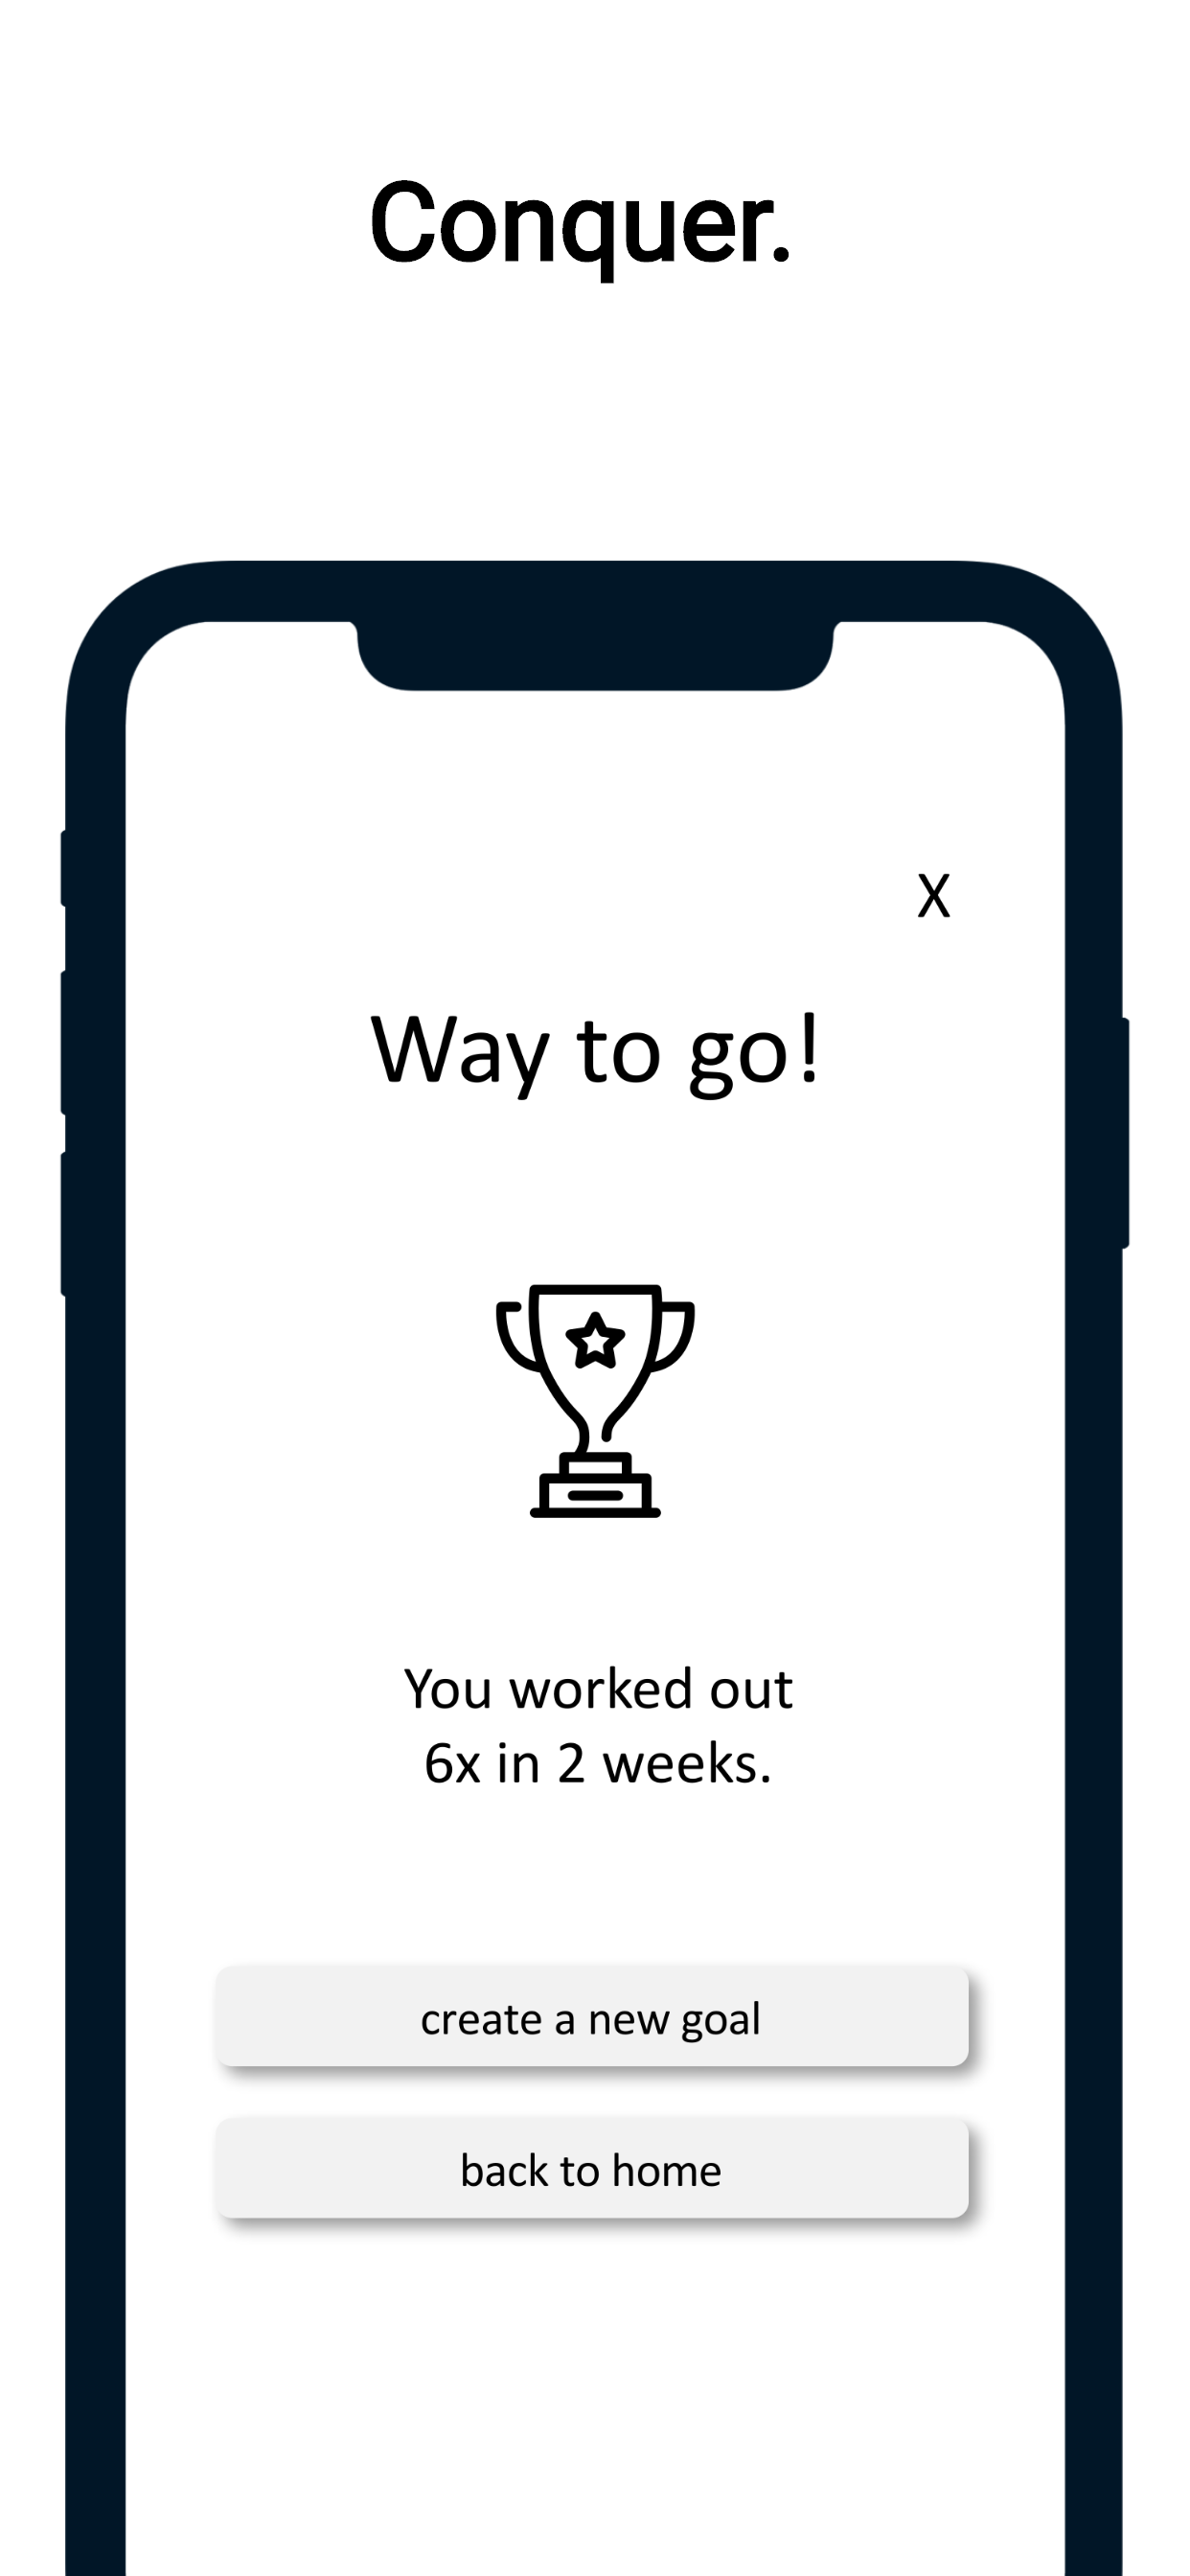 Conquer.
X
Way to go!
You worked out
6x in 2 weeks.
create a new goal
back to home